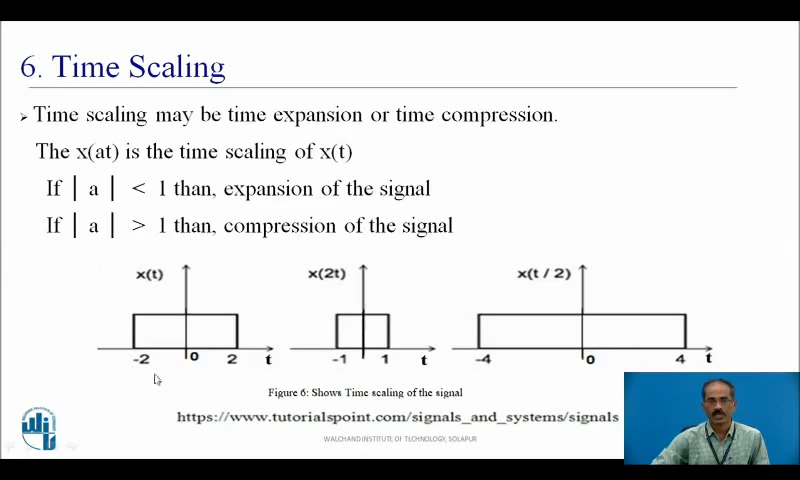 6. Time Scaling
➢ Time scaling may be time expansion or time compression.
The x(at) is the time scaling of x(t)
If | a | < 1 than, expansion of the signal
If | a | > 1 than, compression of the signal
x(t) x(2t) x(t / 2)
-2 0 2 t -1 1 t -4 0 4 t
Figure 6: Shows Time scaling of the signal
https://www.tutorialspoint.com/signals_and_systems/signals
WALCHAND INSTITUTE OF TECHNOLOGY, SOLAPUR